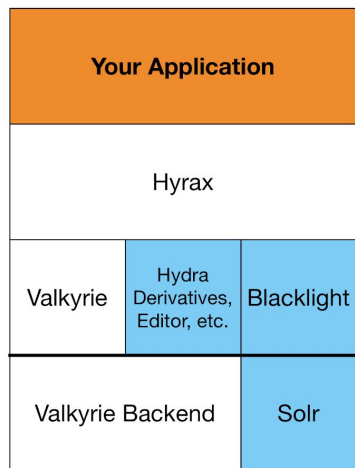 Your Application
Hyrax
Valkyrie
Hydra
Derivatives,
Editor, etc.
Blacklight
Valkyrie Backend
Solr